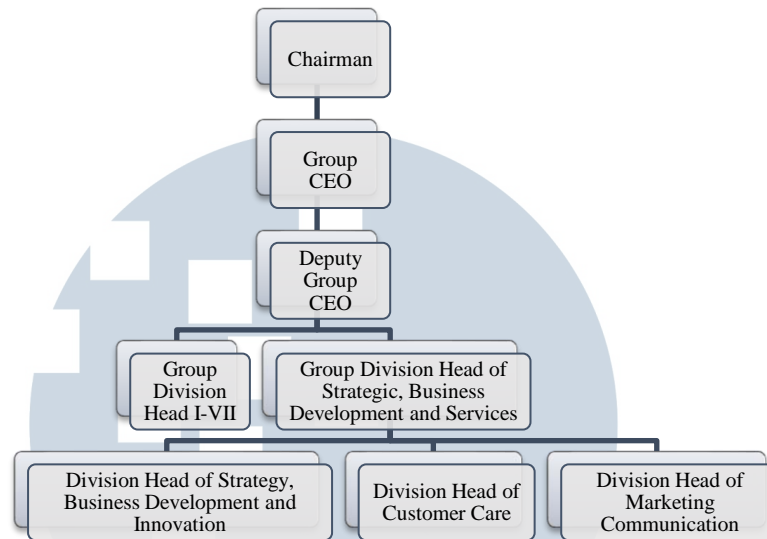 Chairman
Group
CEO
Deputy
Group
CEO
Group
Division
Head I-VII
Group Division Head of
Strategic, Business
Development and Services
Division Head of Strategy,
Business Development and
Innovation
Division Head of
Customer Care
Division Head of
Marketing
Communication